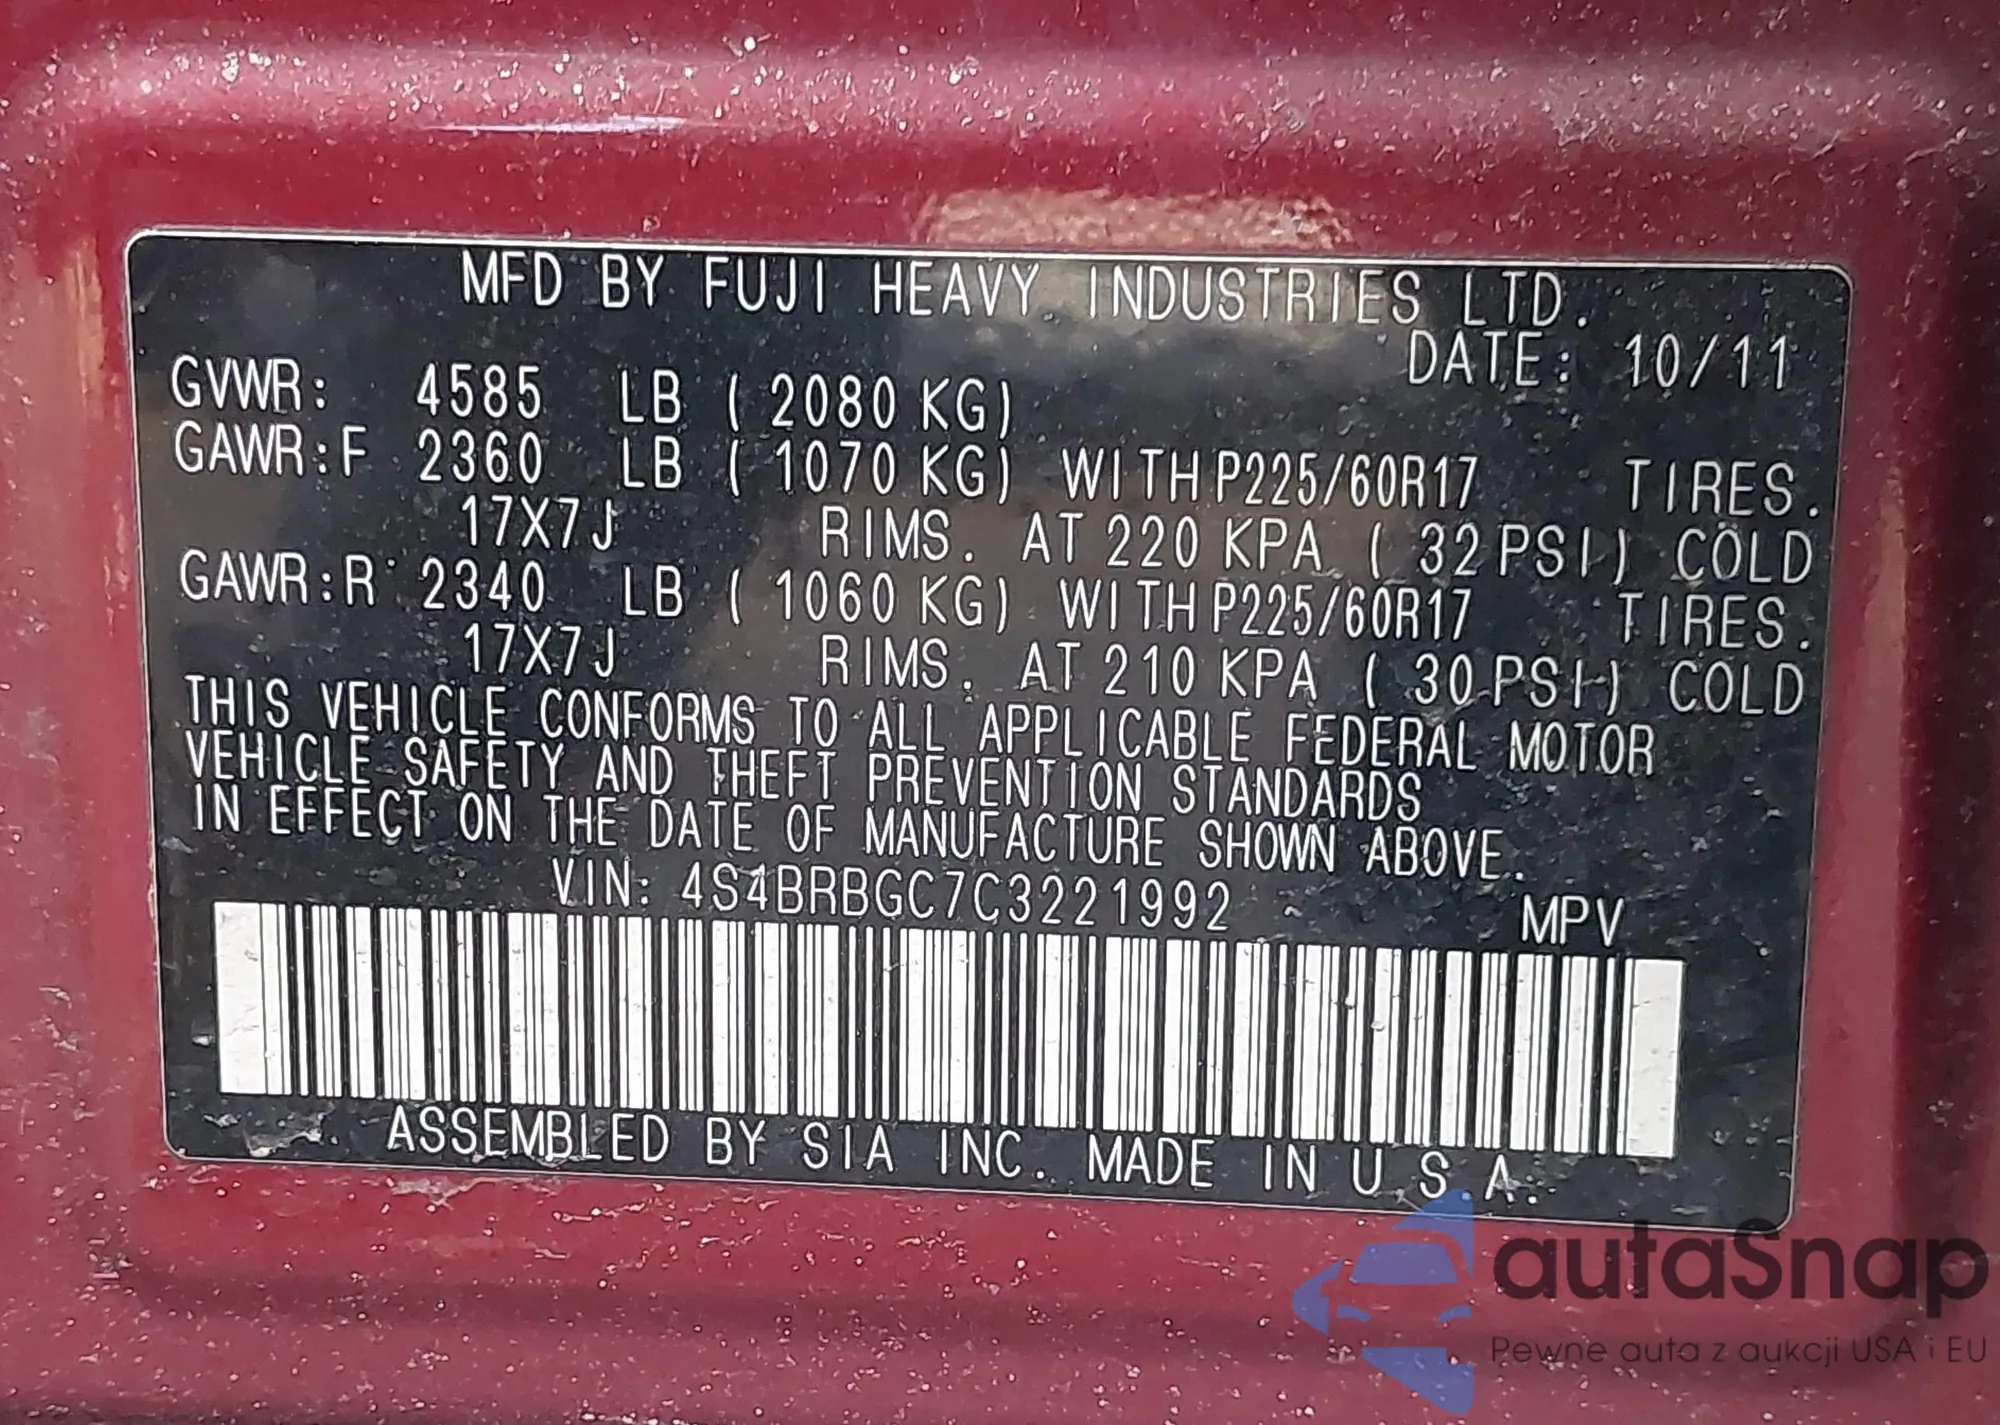 MFD BY FUJI HEAVY INDUSTRIES LTD.
DATE: 10/11
GVWR: 4585 LB ( 2080 KG)
GAWR:F 2360 LB ( 1070 KG) WITH P225/60R17 TIRES.
17X7J RIMS. AT 220 KPA ( 32 PSI) COLD
GAWR:R 2340 LB ( 1060 KG) WITH P225/60R17 TIRES.
17X7J RIMS. AT 210 KPA ( 30 PSI) COLD
THIS VEHICLE CONFORMS TO ALL APPLICABLE FEDERAL MOTOR
VEHICLE SAFETY AND THEFT PREVENTION STANDARDS
IN EFFECT ON THE DATE OF MANUFACTURE SHOWN ABOVE.
VIN: 4S4BRBGC7C3221992 MPV
ASSEMBLED BY SIA INC. MADE IN U.S.A.
autaSnap
Pewne auta z aukcji USA i EU